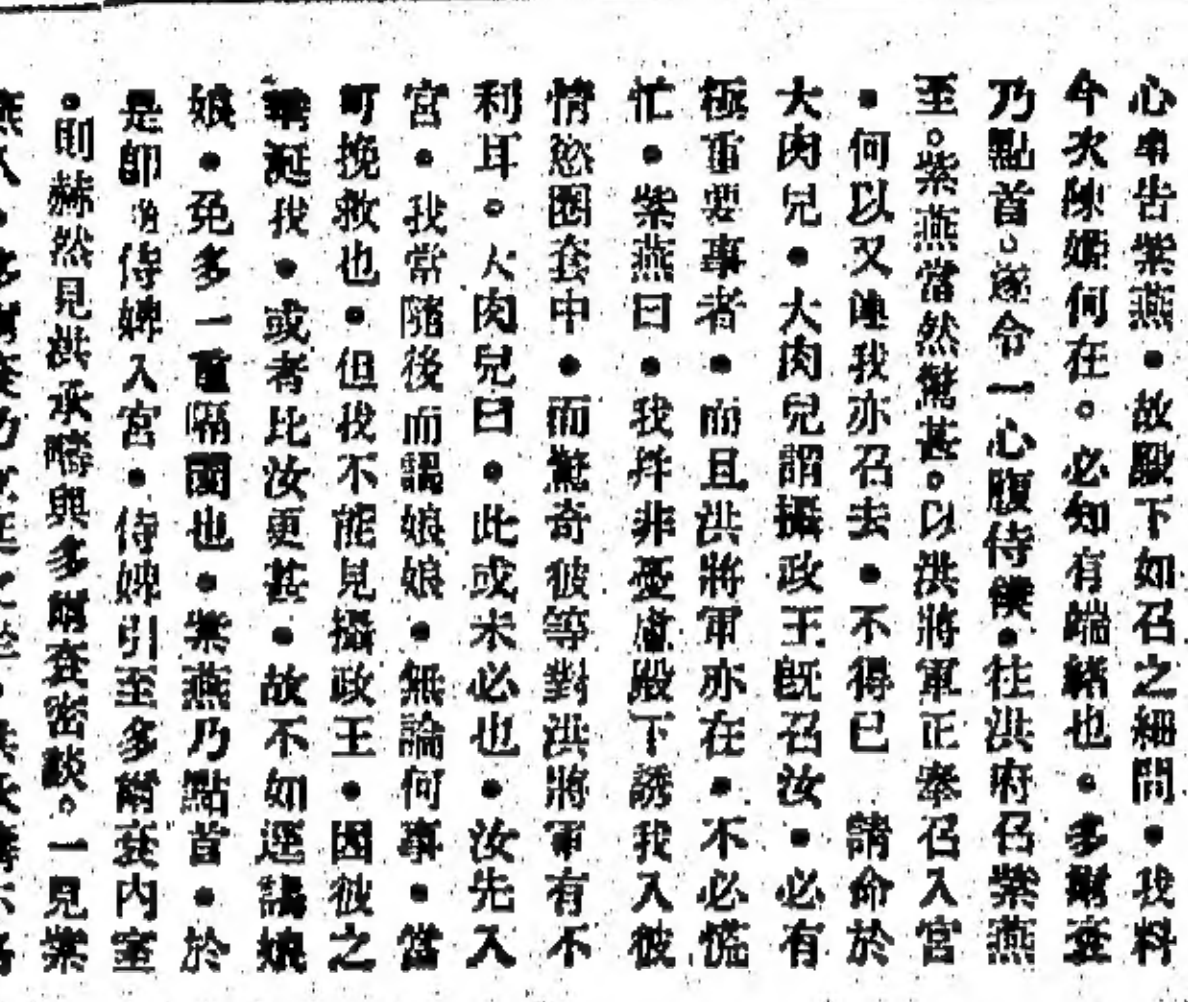 心串告紫燕●故殿下如召之細問●我料
今次陳嫄何在。必知有端緒也●多爾袞
乃點首。遂令一心腹侍僕●往洪府召紫燕
至。紫燕當然驚甚。以洪將軍正奉召入宮
●何以又連我亦召去●不得已 請命於
大肉兒●大肉兒謂攝政王旣召汝●必有
極重要事者●而且洪將軍亦在●不必慌
忙●紫燕曰●我幷非憂慮殿下誘我入彼
情慾圈套中●而驚奇彼等對洪將軍有不
利耳。大肉兒曰●此或未必也●汝先入
宮●我當隨後而謁娘娘●無論何事●當
可挽救也●但我不能見攝政王●因彼之
垂涎我●或者比汝更甚●故不如逕謁娘
娘●免多一重隔閡也●紫燕乃點首●於
是卽 侍婢入宮●侍婢引至多爾袞內室
●則赫然見洪承疇與多爾袞密談。一見紫